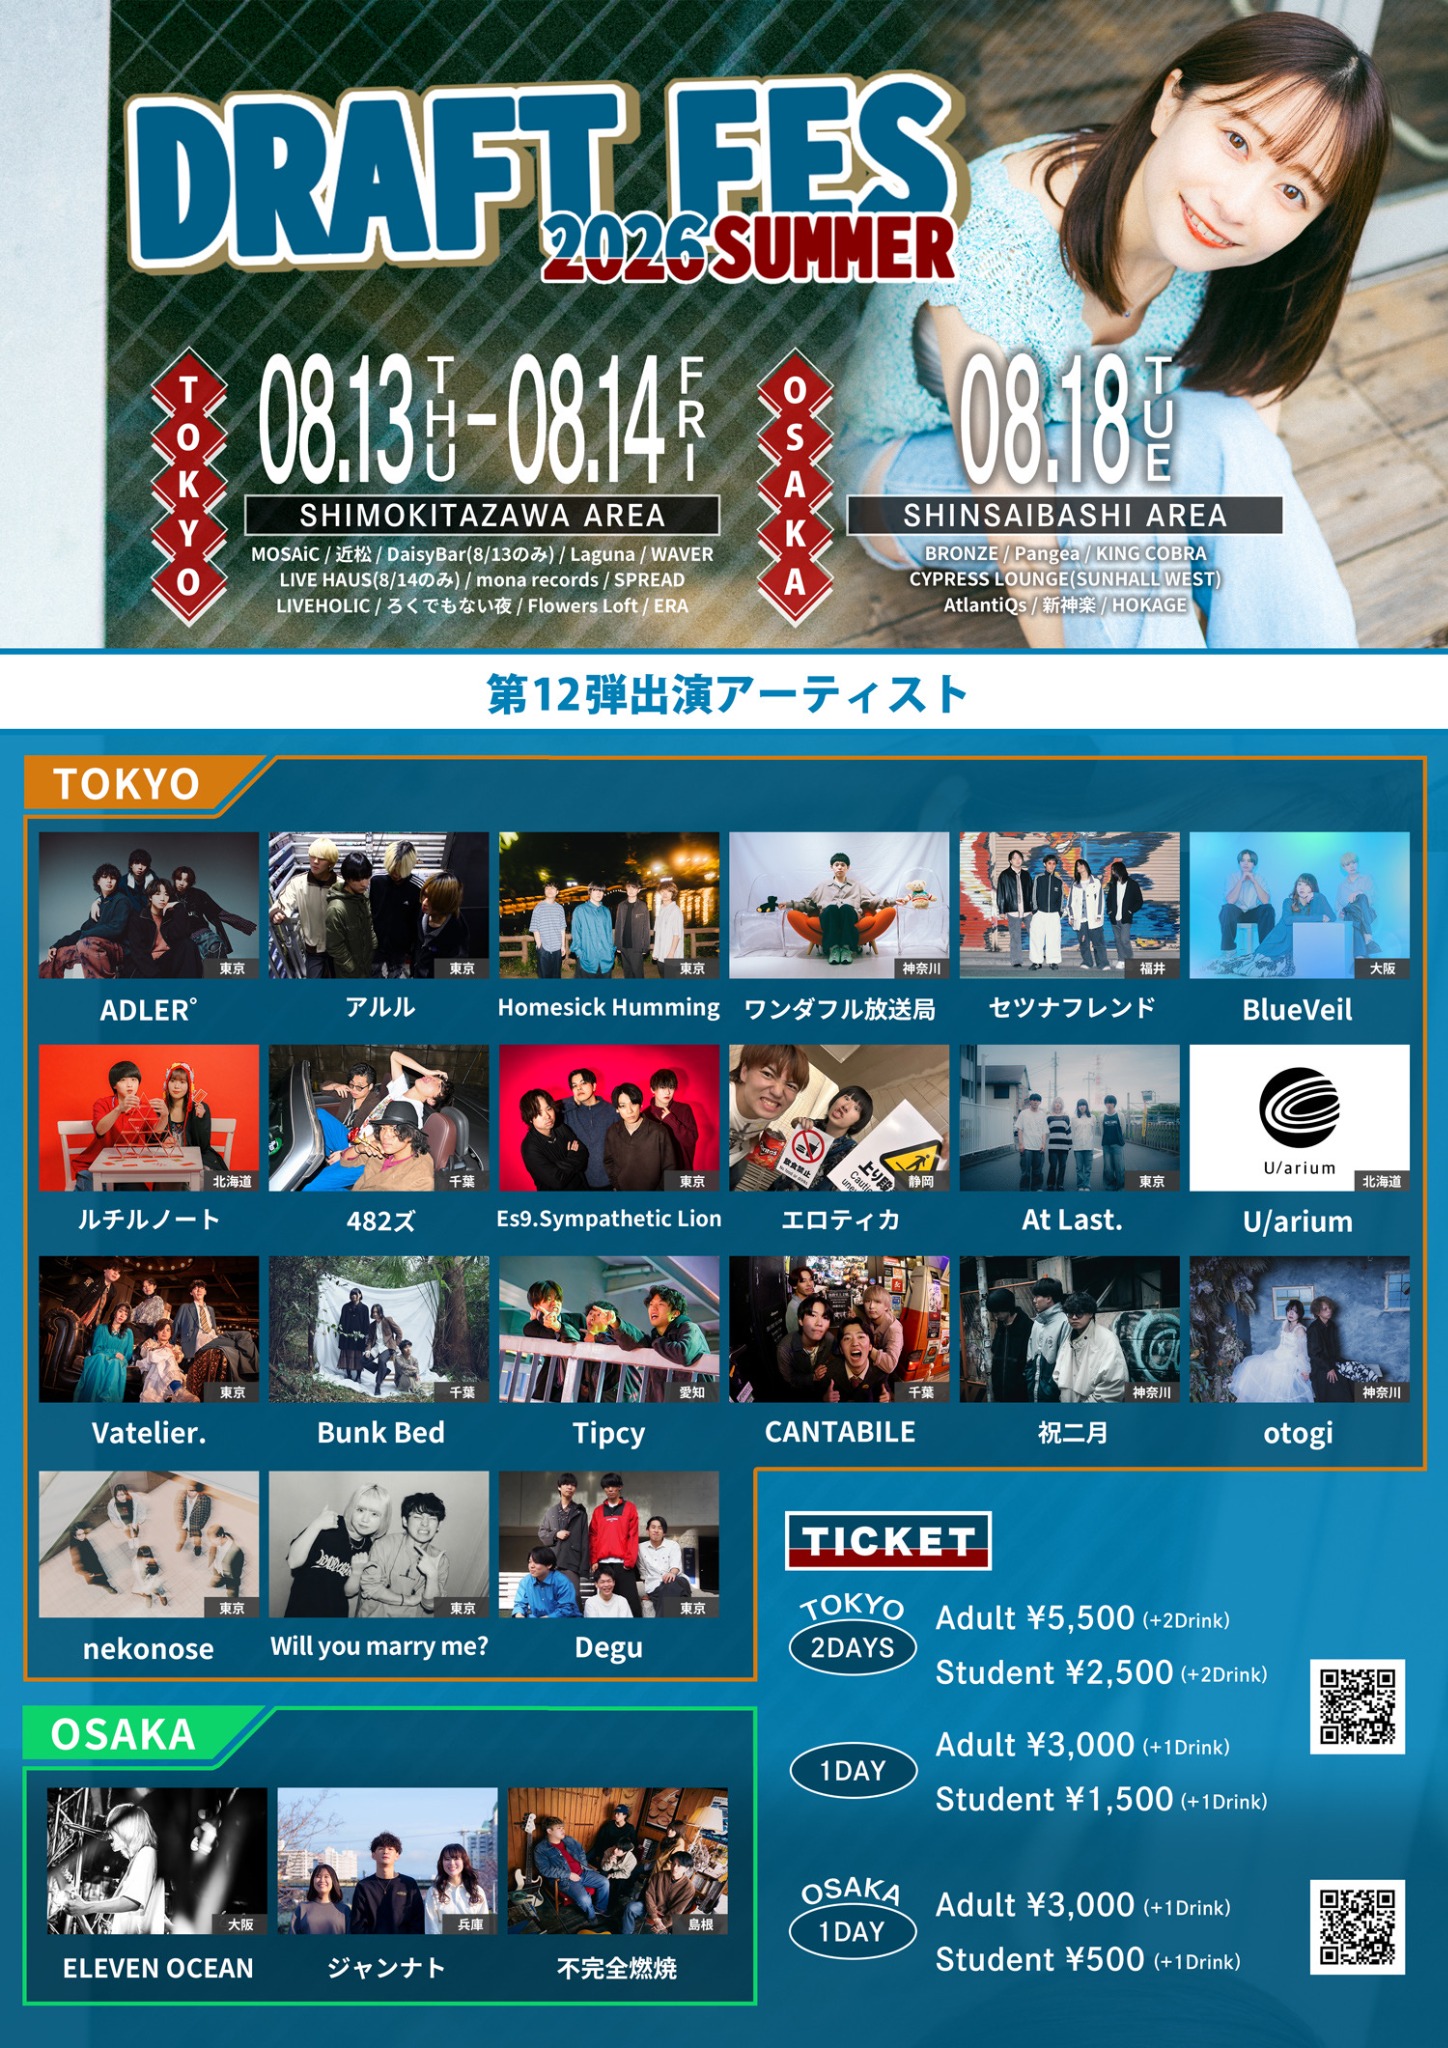 DRAFT FES
2026 SUMMER
TOKYO
08.13 THU - 08.14 FRI
SHIMOKITAZAWA AREA
MOSAiC / 近松 / DaisyBar(8/13のみ) / Laguna / WAVER
LIVE HAUS(8/14のみ) / mona records / SPREAD
LIVEHOLIC / ろくでもない夜 / Flowers Loft / ERA
OSAKA
08.18 TUE
SHINSAIBASHI AREA
BRONZE / Pangea / KING COBRA
CYPRESS LOUNGE(SUNHALL WEST)
AtlantiQs / 新神楽 / HOKAGE
第12弾出演アーティスト
TOKYO
東京 東京 東京 神奈川 福井 大阪
ADLER° アルル Homesick Humming ワンダフル放送局 セツナフレンド BlueVeil
飲食禁止
上り段
U/arium
北海道 千葉 東京 静岡 東京 北海道
ルチルノート 482ズ Es9.Sympathetic Lion エロティカ At Last. U/arium
東京 千葉 愛知 千葉 神奈川 神奈川
Vatelier. Bunk Bed Tipcy CANTABILE 祝二月 otogi
東京 東京 東京
nekonose Will you marry me? Degu
OSAKA
大阪 兵庫 島根
ELEVEN OCEAN ジャンナト 不完全燃焼
TICKET
TOKYO
2DAYS
Adult ¥5,500 (+2Drink)
Student ¥2,500 (+2Drink)
1DAY
Adult ¥3,000 (+1Drink)
Student ¥1,500 (+1Drink)
OSAKA
1DAY
Adult ¥3,000 (+1Drink)
Student ¥500 (+1Drink)